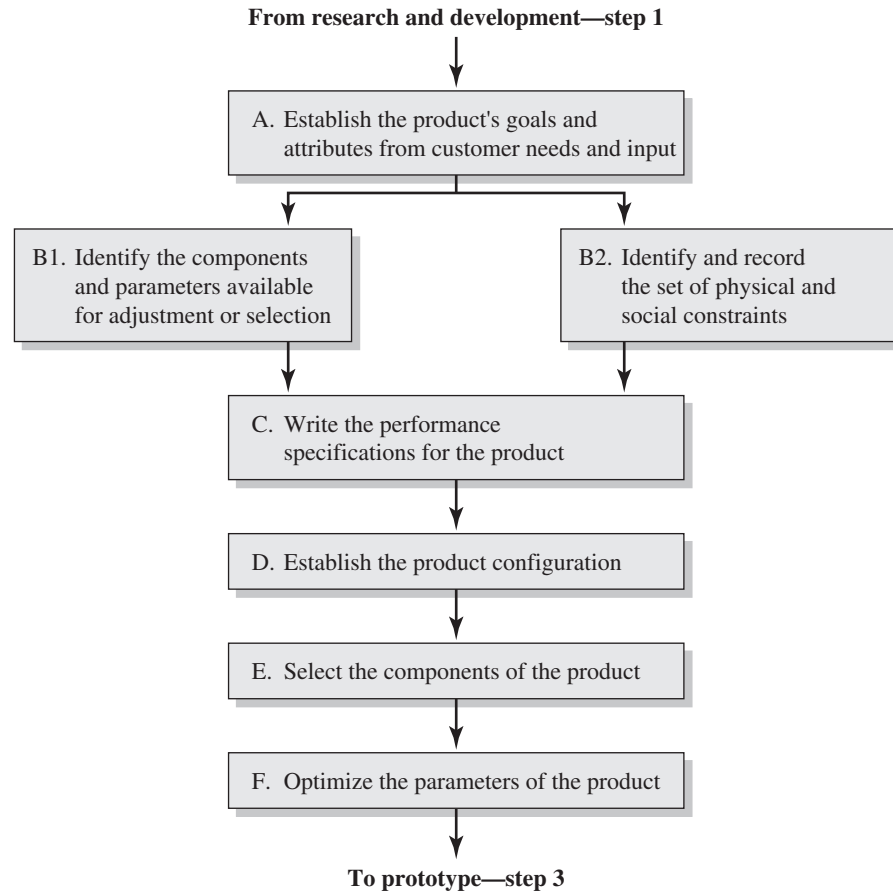 From research and development—step 1
A. Establish the product's goals and
attributes from customer needs and input
B1. Identify the components
and parameters available
for adjustment or selection
B2. Identify and record
the set of physical and
social constraints
C. Write the performance
specifications for the product
D. Establish the product configuration
E. Select the components of the product
F. Optimize the parameters of the product
To prototype—step 3